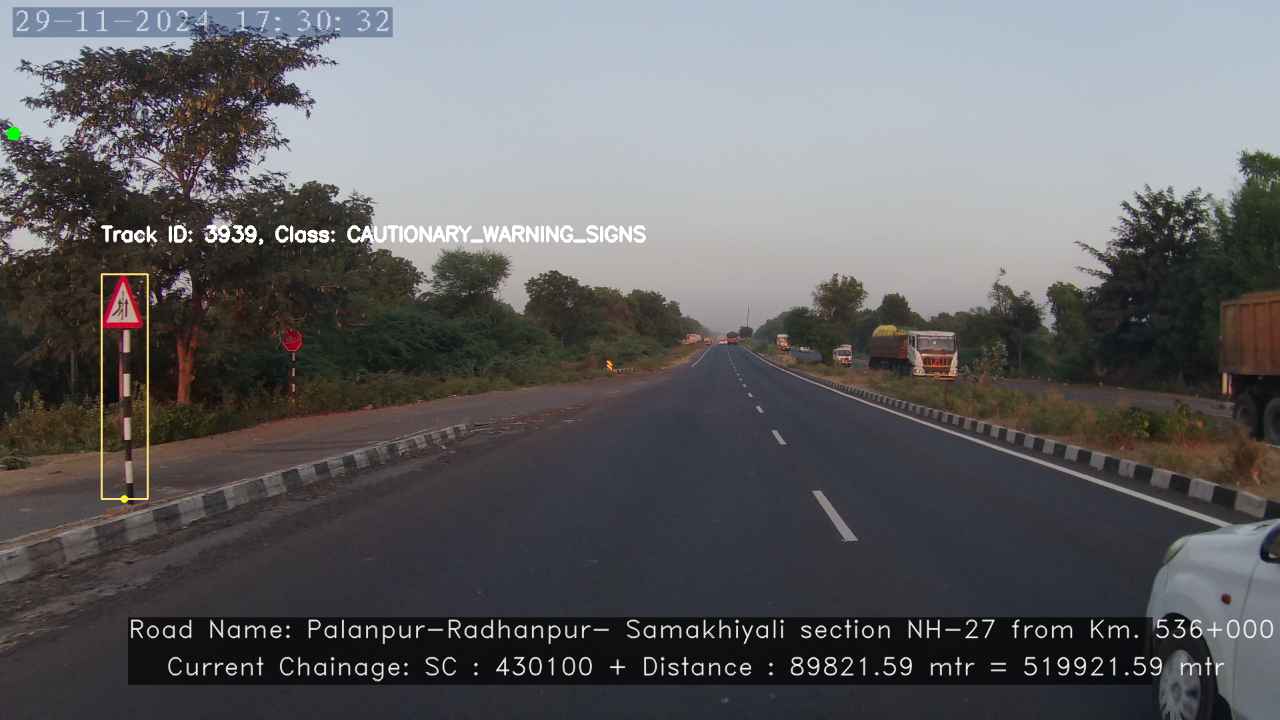 29-11-2024 17:30:32
Track ID: 3939, Class: CAUTIONARY_WARNING_SIGNS
Road Name: Palanpur-Radhanpur- Samakhiyali section NH-27 from Km. 536+000
Current Chainage: SC : 430100 + Distance : 89821.59 mtr = 519921.59 mtr